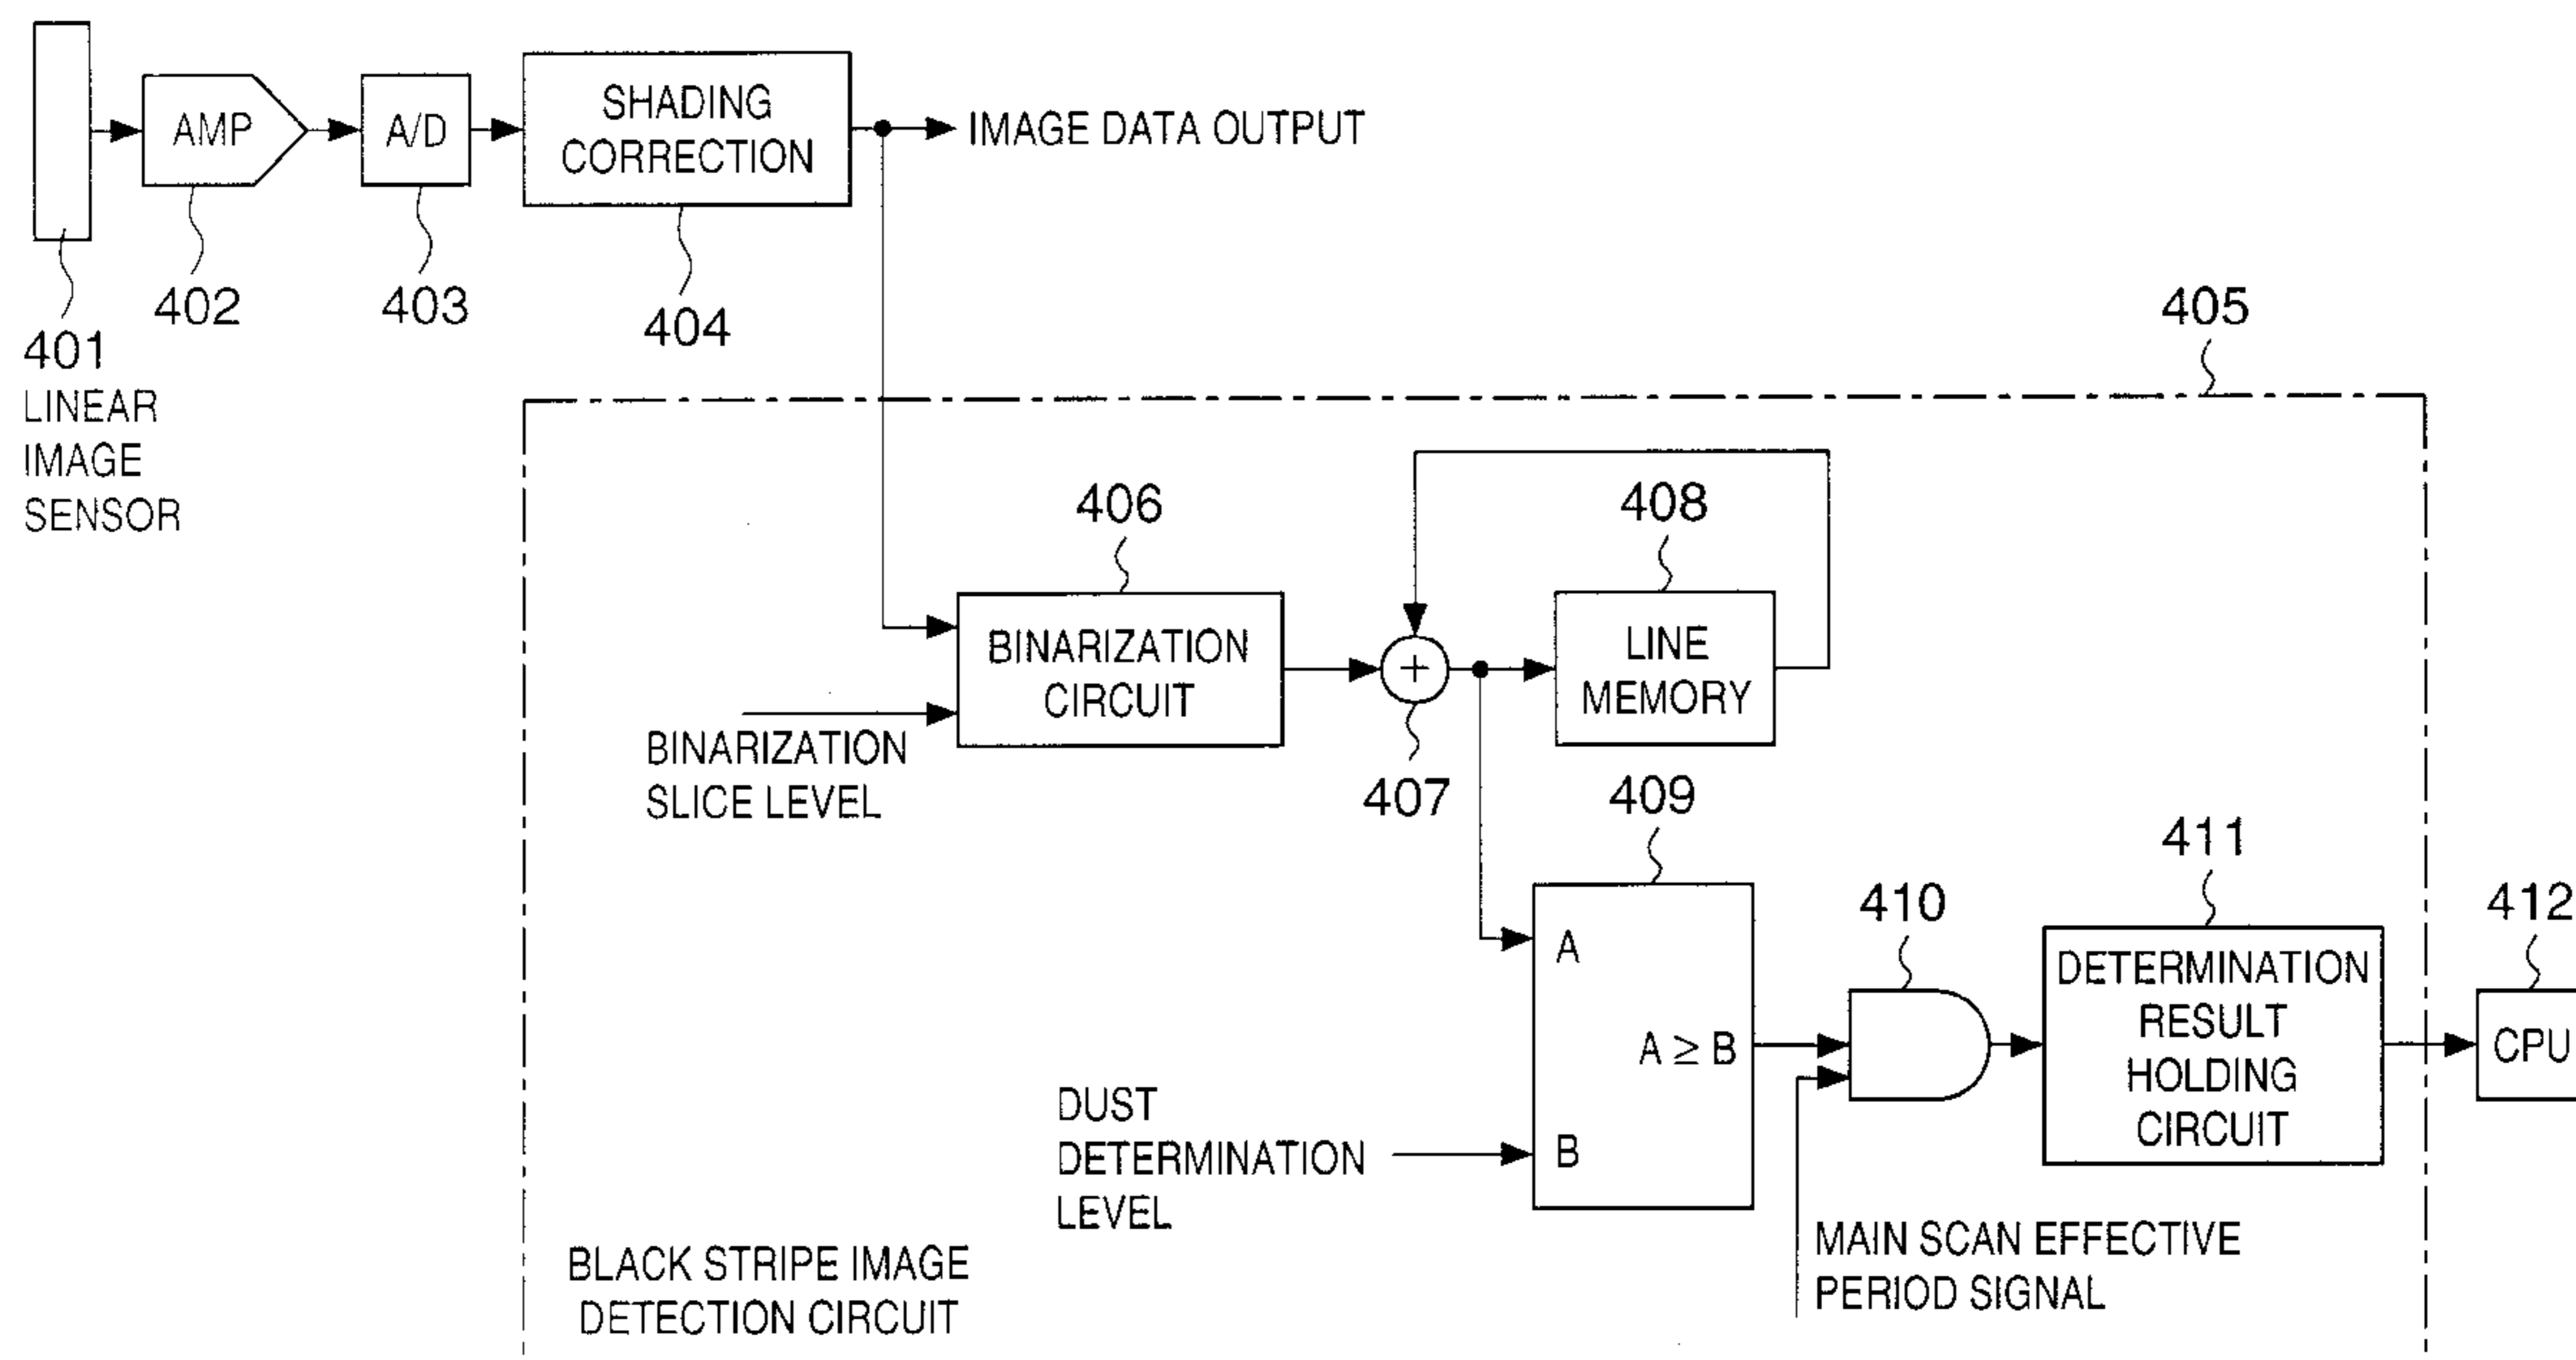 AMP
A/D
SHADING
CORRECTION
IMAGE DATA OUTPUT
401
LINEAR
IMAGE
SENSOR
402
403
404
405
406
BINARIZATION
CIRCUIT
BINARIZATION
SLICE LEVEL
+
407
408
LINE
MEMORY
409
A
A ≥ B
B
DUST
DETERMINATION
LEVEL
410
MAIN SCAN EFFECTIVE
PERIOD SIGNAL
411
DETERMINATION
RESULT
HOLDING
CIRCUIT
412
CPU
BLACK STRIPE IMAGE
DETECTION CIRCUIT